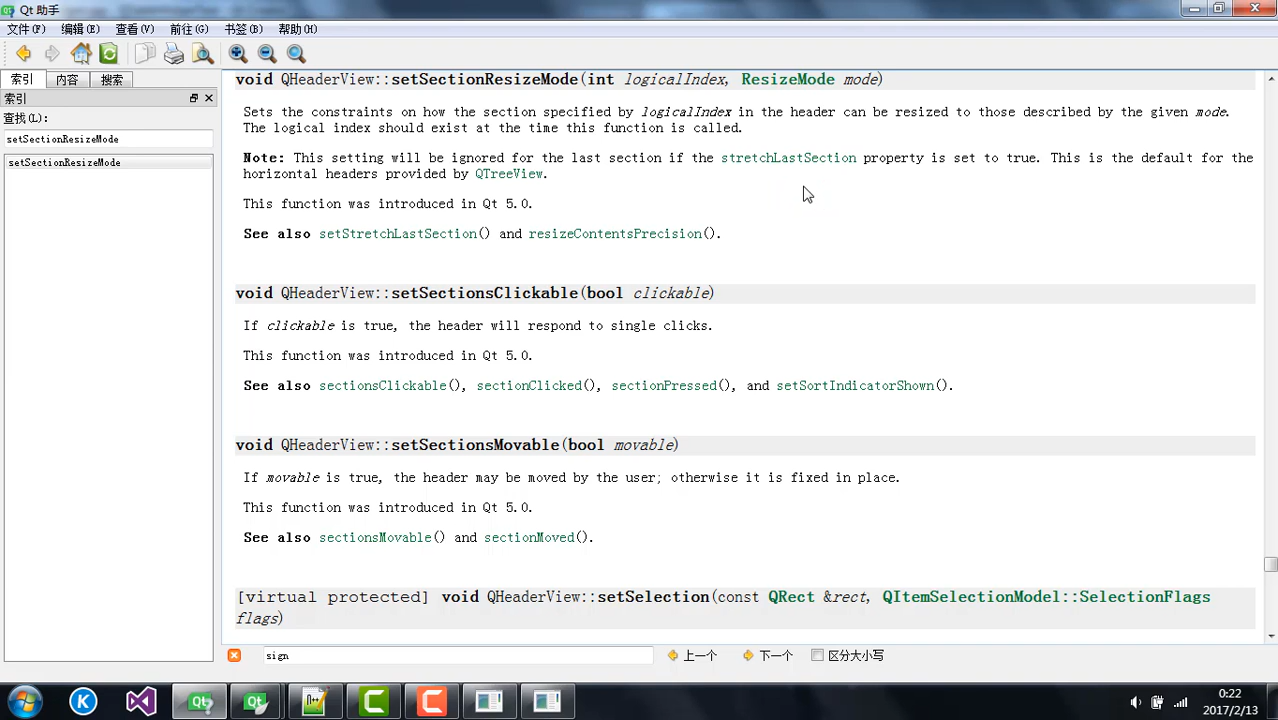 Qt 助手
文件(F) 编辑(E) 查看(V) 前往(G) 书签(B) 帮助(H)
索引 内容 搜索
索引
查找(L):
setSectionResizeMode
setSectionResizeMode
void QHeaderView::setSectionResizeMode(int logicalIndex, ResizeMode mode)
Sets the constraints on how the section specified by logicalIndex in the header can be resized to those described by the given mode.
The logical index should exist at the time this function is called.
Note: This setting will be ignored for the last section if the stretchLastSection property is set to true. This is the default for the
horizontal headers provided by QTreeView.
This function was introduced in Qt 5.0.
See also setStretchLastSection() and resizeContentsPrecision().
void QHeaderView::setSectionsClickable(bool clickable)
If clickable is true, the header will respond to single clicks.
This function was introduced in Qt 5.0.
See also sectionsClickable(), sectionClicked(), sectionPressed(), and setSortIndicatorShown().
void QHeaderView::setSectionsMovable(bool movable)
If movable is true, the header may be moved by the user; otherwise it is fixed in place.
This function was introduced in Qt 5.0.
See also sectionsMovable() and sectionMoved().
[virtual protected] void QHeaderView::setSelection(const QRect &rect, QItemSelectionModel::SelectionFlags
flags)
sign 上一个 下一个 区分大小写
0:22
2017/2/13